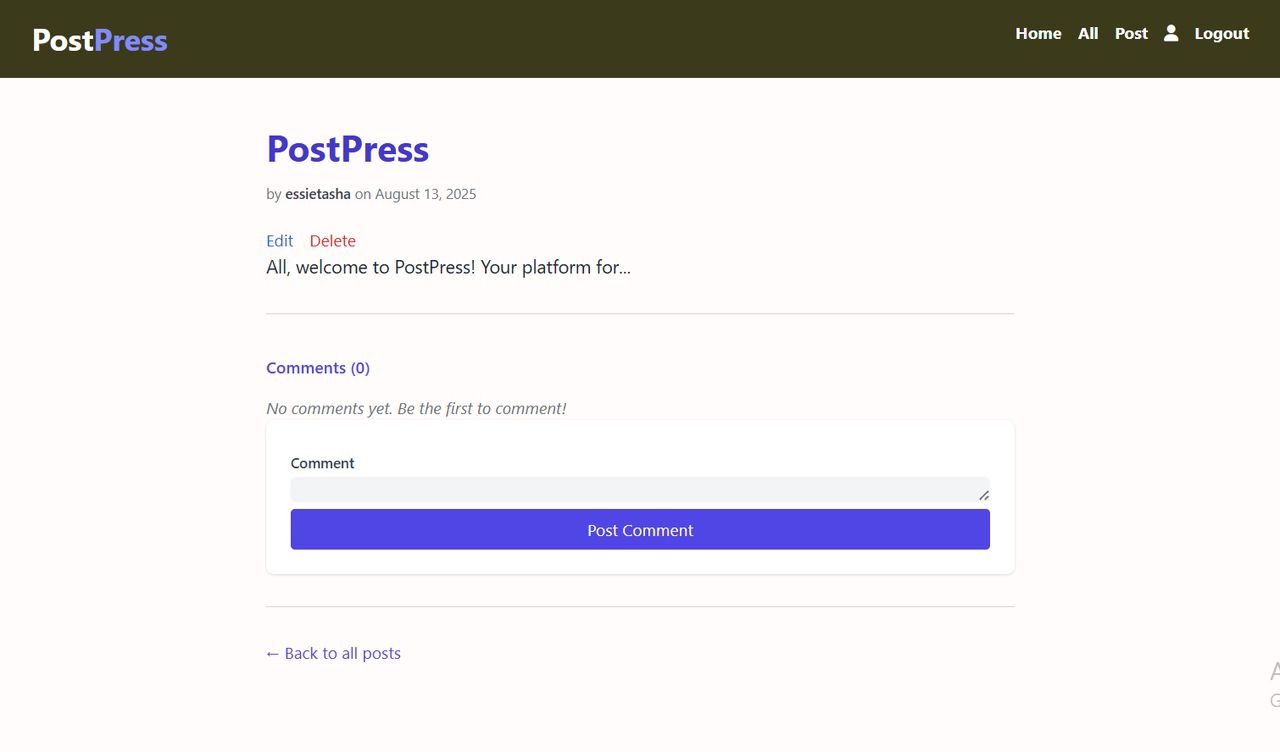 PostPress
Home All Post Logout
PostPress
by essietasha on August 13, 2025
Edit Delete
All, welcome to PostPress! Your platform for...
Comments (0)
No comments yet. Be the first to comment!
Comment
Post Comment
← Back to all posts